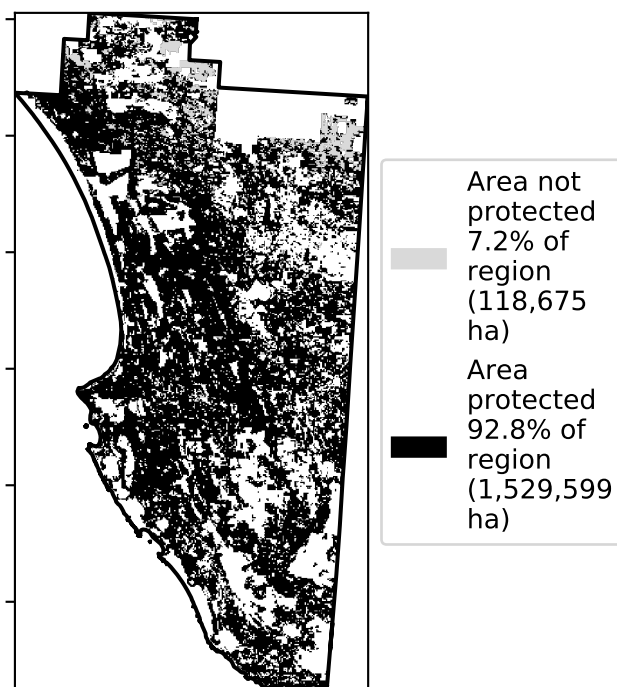 Area not
protected
7.2% of
region
(118,675
ha)
Area
protected
92.8% of
region
(1,529,599
ha)